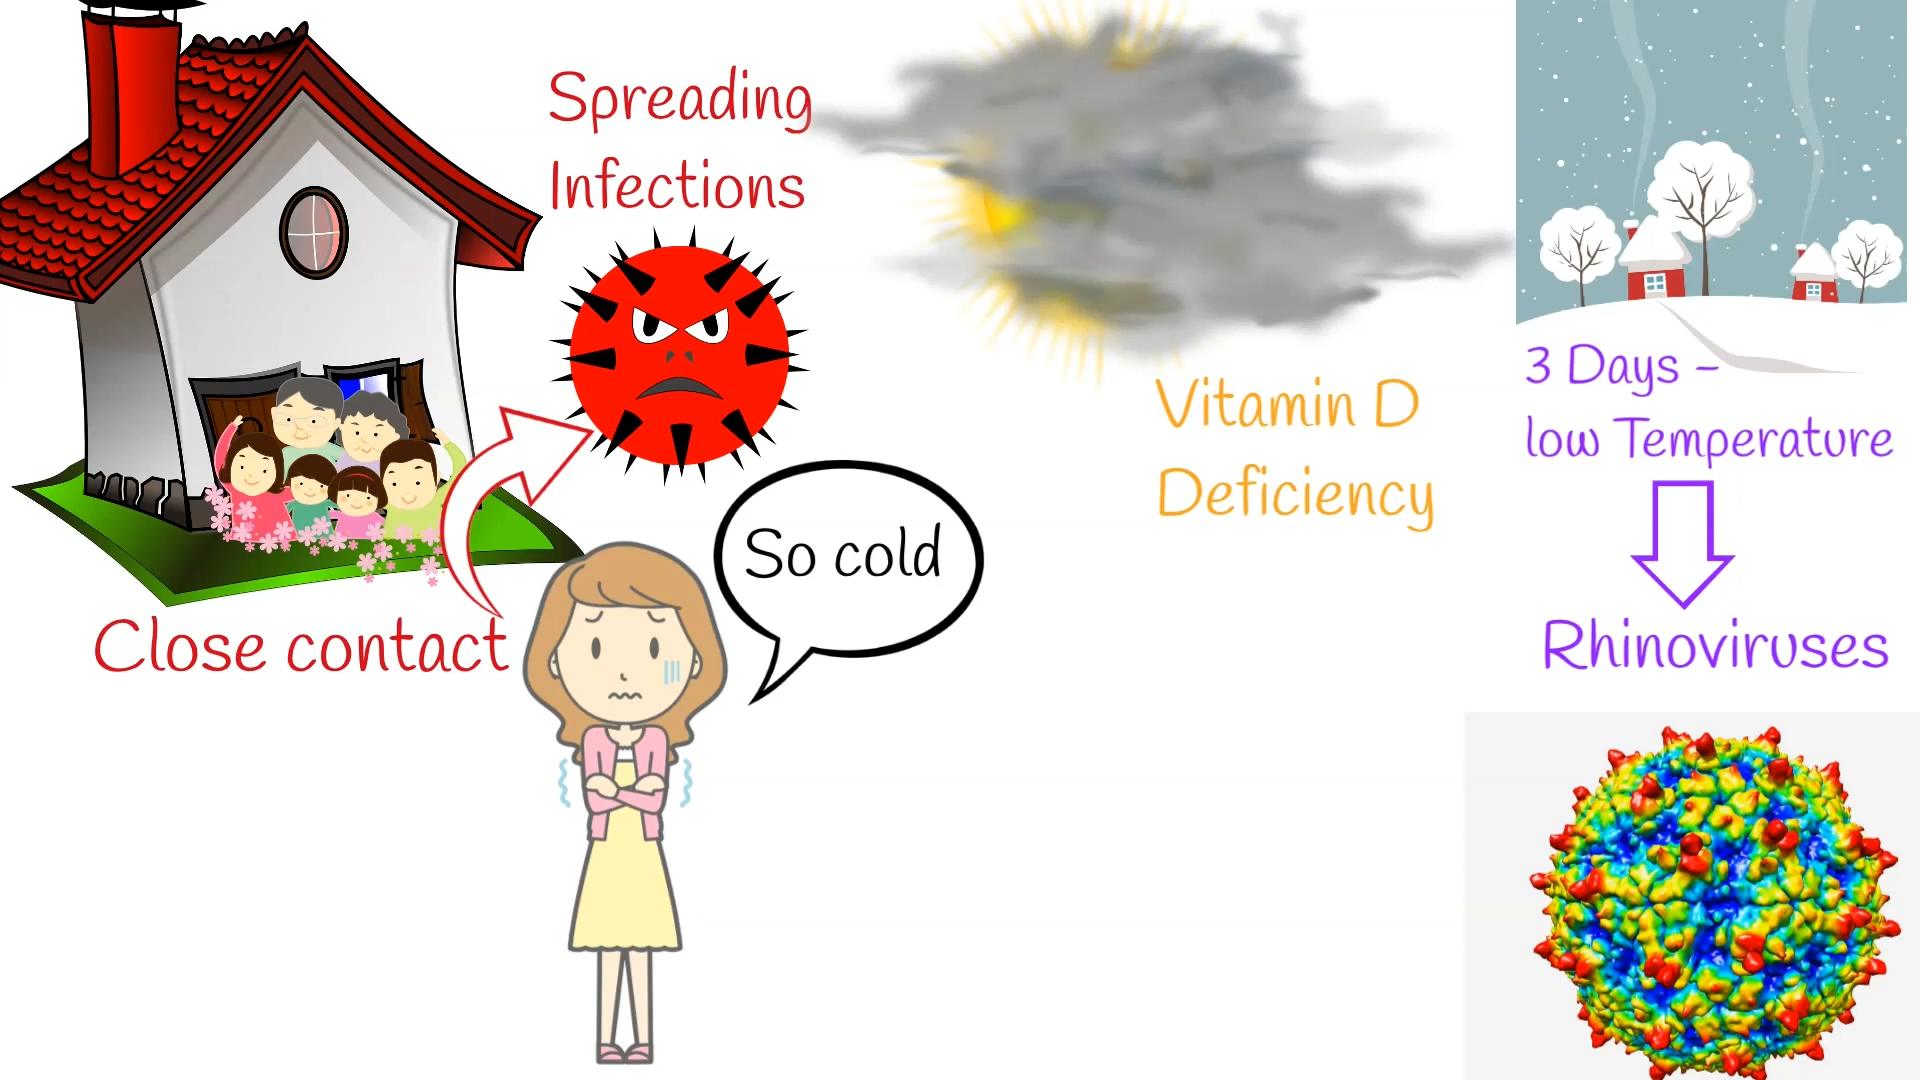 Spreading
Infections
Close contact
So cold
Vitamin D
Deficiency
3 Days -
low Temperature
Rhinoviruses